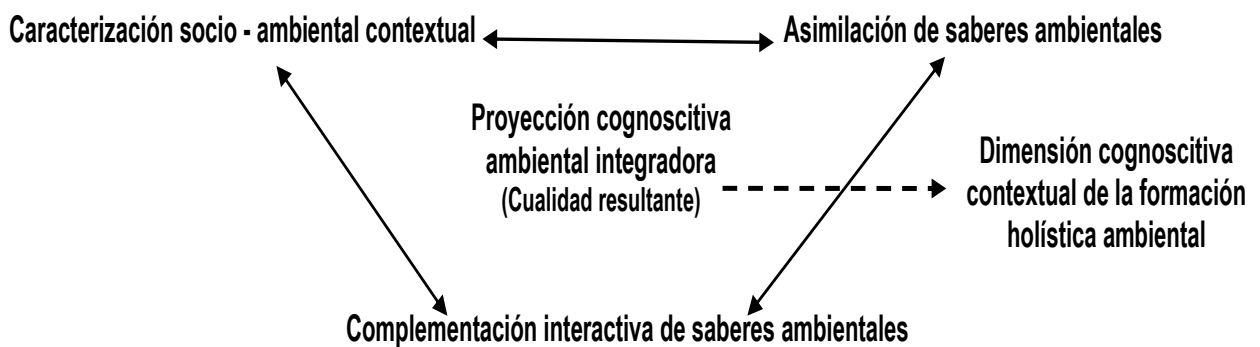 Caracterización socio - ambiental contextual
Asimilación de saberes ambientales
Proyección cognoscitiva
ambiental integradora
(Cualidad resultante)
Dimensión cognoscitiva
contextual de la formación
holística ambiental
Complementación interactiva de saberes ambientales